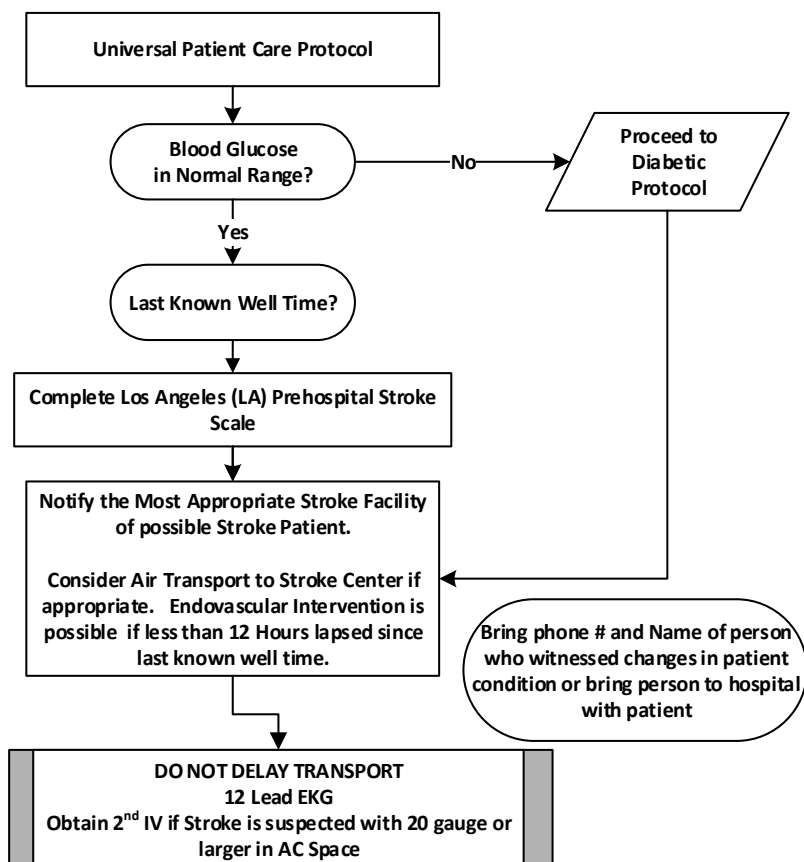 Universal Patient Care Protocol
Blood Glucose
in Normal Range?
No
Proceed to
Diabetic
Protocol
Yes
Last Known Well Time?
Complete Los Angeles (LA) Prehospital Stroke
Scale
Notify the Most Appropriate Stroke Facility
of possible Stroke Patient.
Consider Air Transport to Stroke Center if
appropriate. Endovascular Intervention is
possible if less than 12 Hours lapsed since
last known well time.
Bring phone # and Name of person
who witnessed changes in patient
condition or bring person to hospital
with patient
DO NOT DELAY TRANSPORT
12 Lead EKG
Obtain 2nd IV if Stroke is suspected with 20 gauge or
larger in AC Space